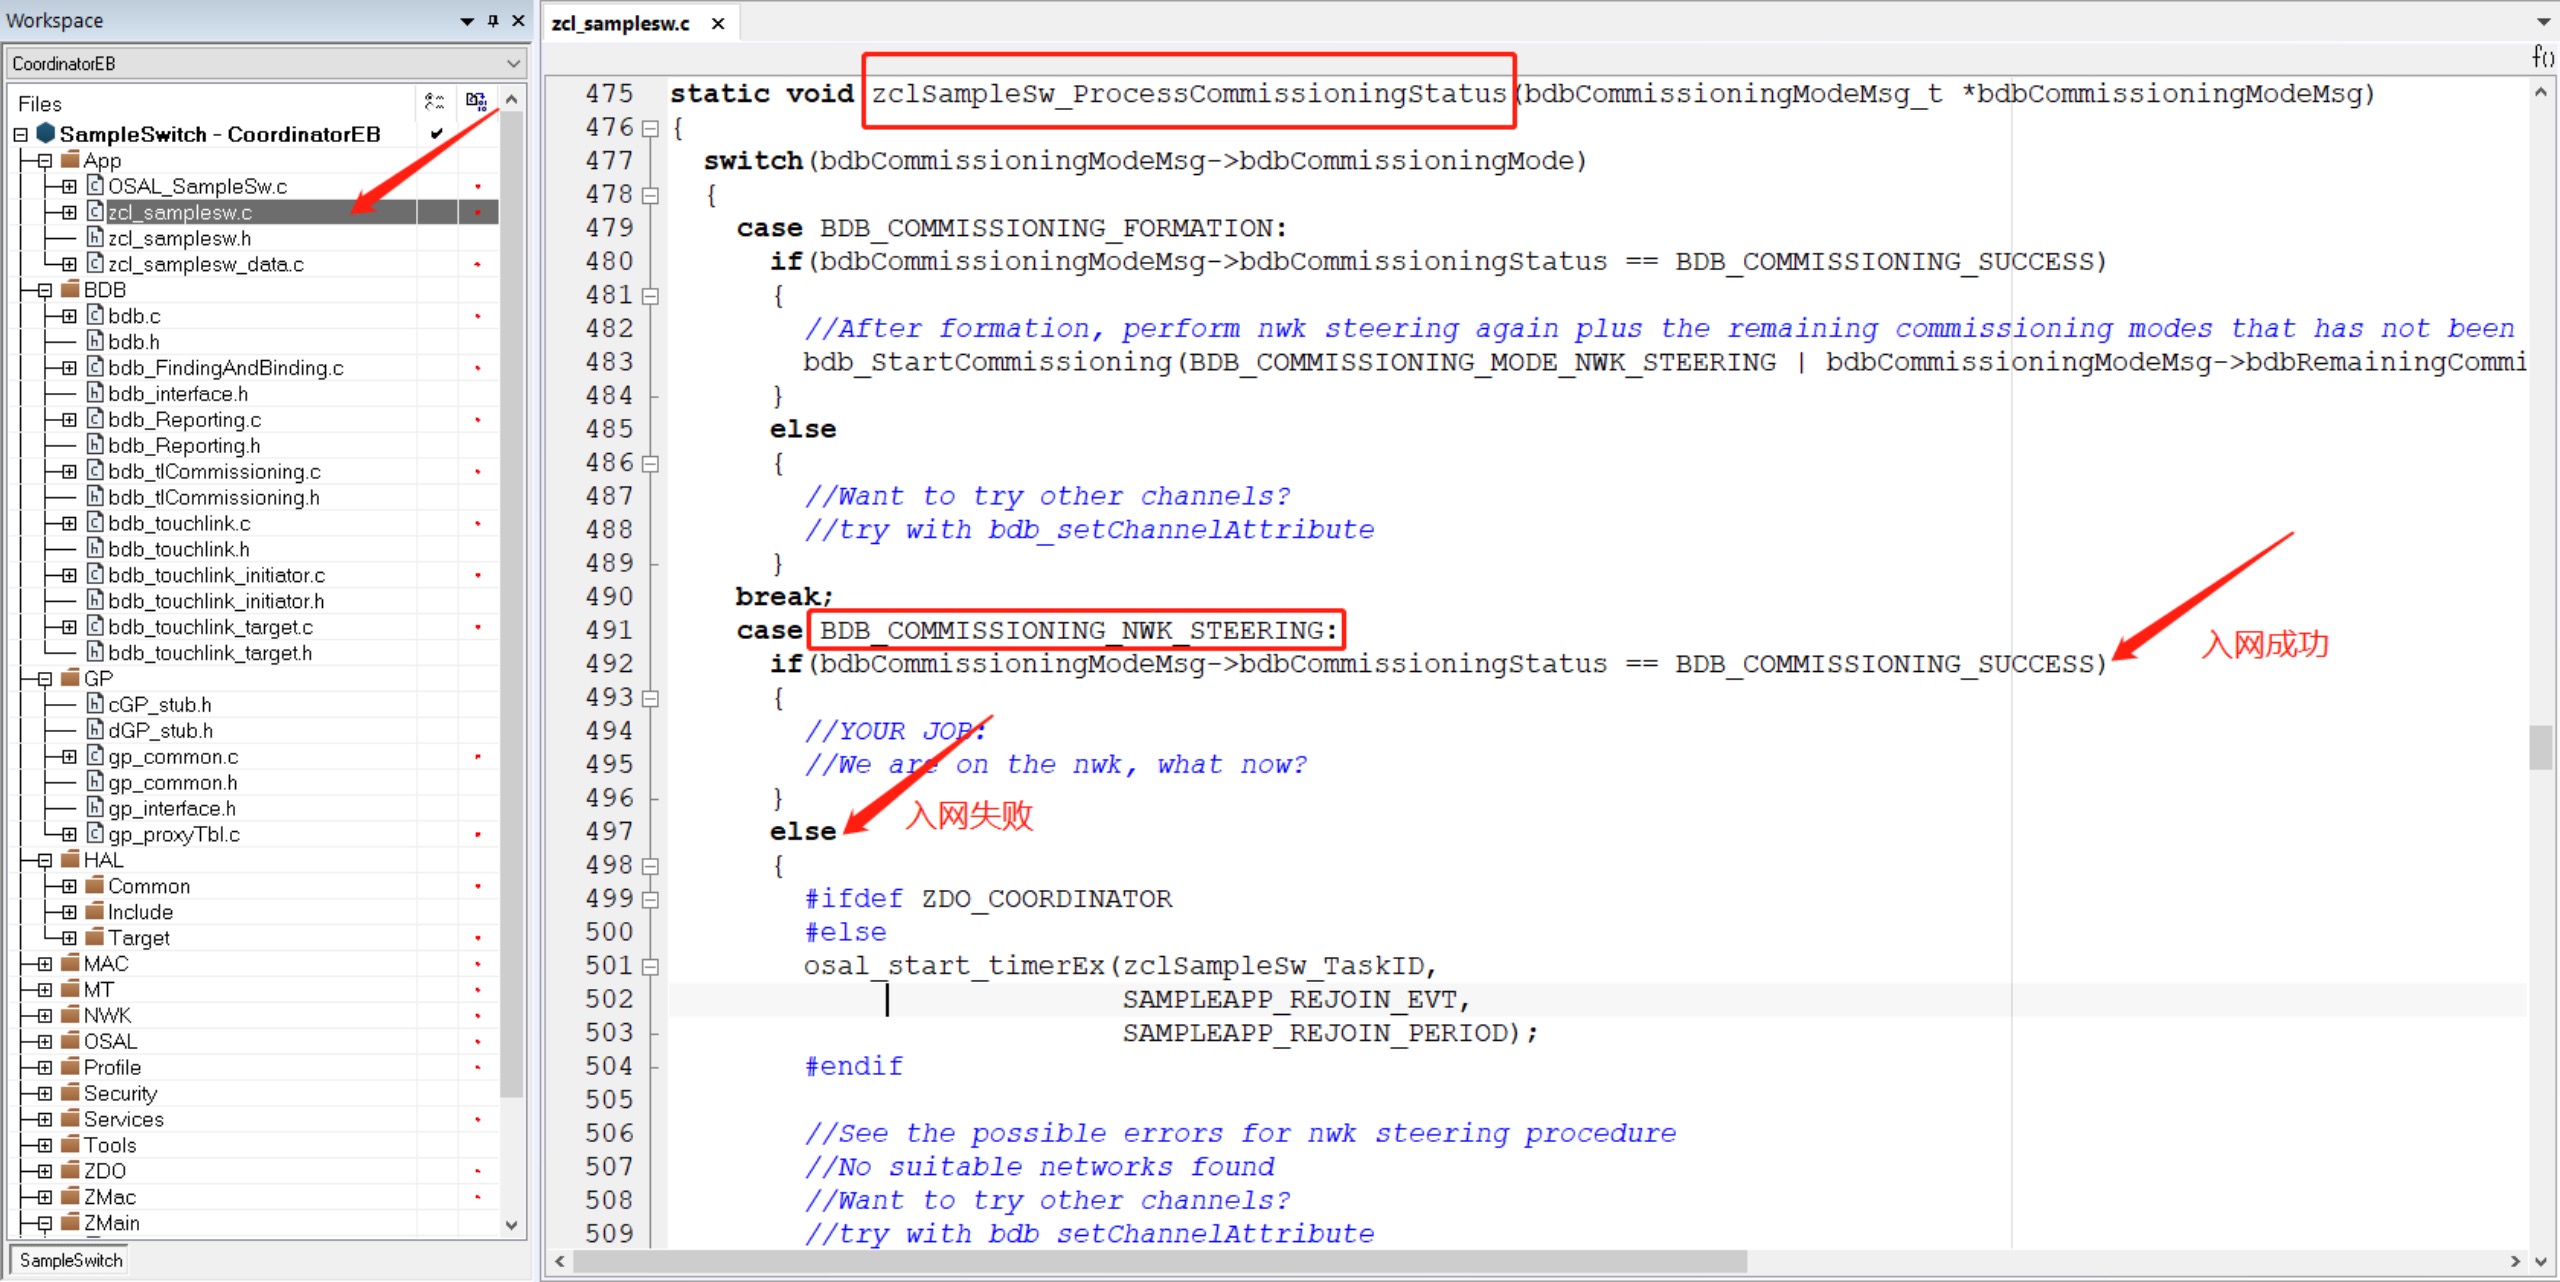 Workspace
CoordinatorEB
Files
SampleSwitch - CoordinatorEB
App
OSAL_SampleSw.c
zcl_samplesw.c
zcl_samplesw.h
zcl_samplesw_data.c
BDB
bdb.c
bdb.h
bdb_FindingAndBinding.c
bdb_interface.h
bdb_Reporting.c
bdb_Reporting.h
bdb_tlCommissioning.c
bdb_tlCommissioning.h
bdb_touchlink.c
bdb_touchlink.h
bdb_touchlink_initiator.c
bdb_touchlink_initiator.h
bdb_touchlink_target.c
bdb_touchlink_target.h
GP
cGP_stub.h
dGP_stub.h
gp_common.c
gp_common.h
gp_interface.h
gp_proxyTbl.c
HAL
Common
Include
Target
MAC
MT
NWK
OSAL
Profile
Security
Services
Tools
ZDO
ZMac
ZMain
SampleSwitch
zcl_samplesw.c
f()
475 static void zclSampleSw_ProcessCommissioningStatus(bdbCommissioningModeMsg_t *bdbCommissioningModeMsg)
476 {
477 switch(bdbCommissioningModeMsg->bdbCommissioningMode)
478 {
479 case BDB_COMMISSIONING_FORMATION:
480 if(bdbCommissioningModeMsg->bdbCommissioningStatus == BDB_COMMISSIONING_SUCCESS)
481 {
482 //After formation, perform nwk steering again plus the remaining commissioning modes that has not been
483 bdb_StartCommissioning(BDB_COMMISSIONING_MODE_NWK_STEERING | bdbCommissioningModeMsg->bdbRemainingCommi
484 }
485 else
486 {
487 //Want to try other channels?
488 //try with bdb_setChannelAttribute
489 }
490 break;
491 case BDB_COMMISSIONING_NWK_STEERING:
492 if(bdbCommissioningModeMsg->bdbCommissioningStatus == BDB_COMMISSIONING_SUCCESS)
入网成功
493 {
494 //YOUR JOB:
495 //We are on the nwk, what now?
496 }
497 else
入网失败
498 {
499 #ifdef ZDO_COORDINATOR
500 #else
501 osal_start_timerEx(zclSampleSw_TaskID,
502 SAMPLEAPP_REJOIN_EVT,
503 SAMPLEAPP_REJOIN_PERIOD);
504 #endif
505
506 //See the possible errors for nwk steering procedure
507 //No suitable networks found
508 //Want to try other channels?
509 //try with bdb setChannelAttribute